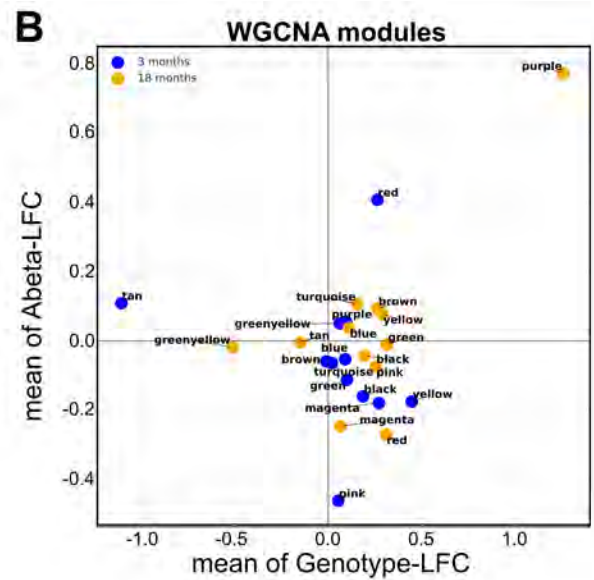 B
WGCNA modules
3 months
18 months
purple
red
tan
turquoise
brown
purple
yellow
greenyellow
blue
green
tan
greenyellow
blue
brown
black
turquoise pink
green
black
yellow
magenta
magenta
red
pink
0.8
0.6
0.4
0.2
0.0
-0.2
-0.4
-1.0 -0.5 0.0 0.5 1.0
mean of Abeta-LFC
mean of Genotype-LFC